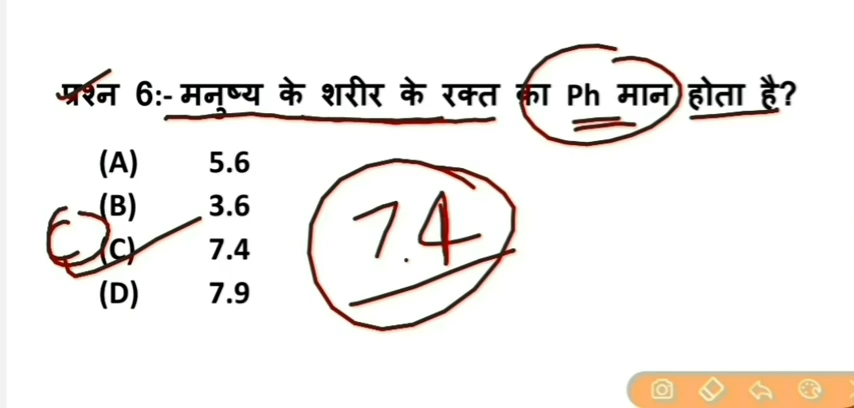 प्रश्न 6:- मनुष्य के शरीर के रक्त का Ph मान होता है?
(A) 5.6
(B) 3.6
(C) 7.4
(D) 7.9
7.4